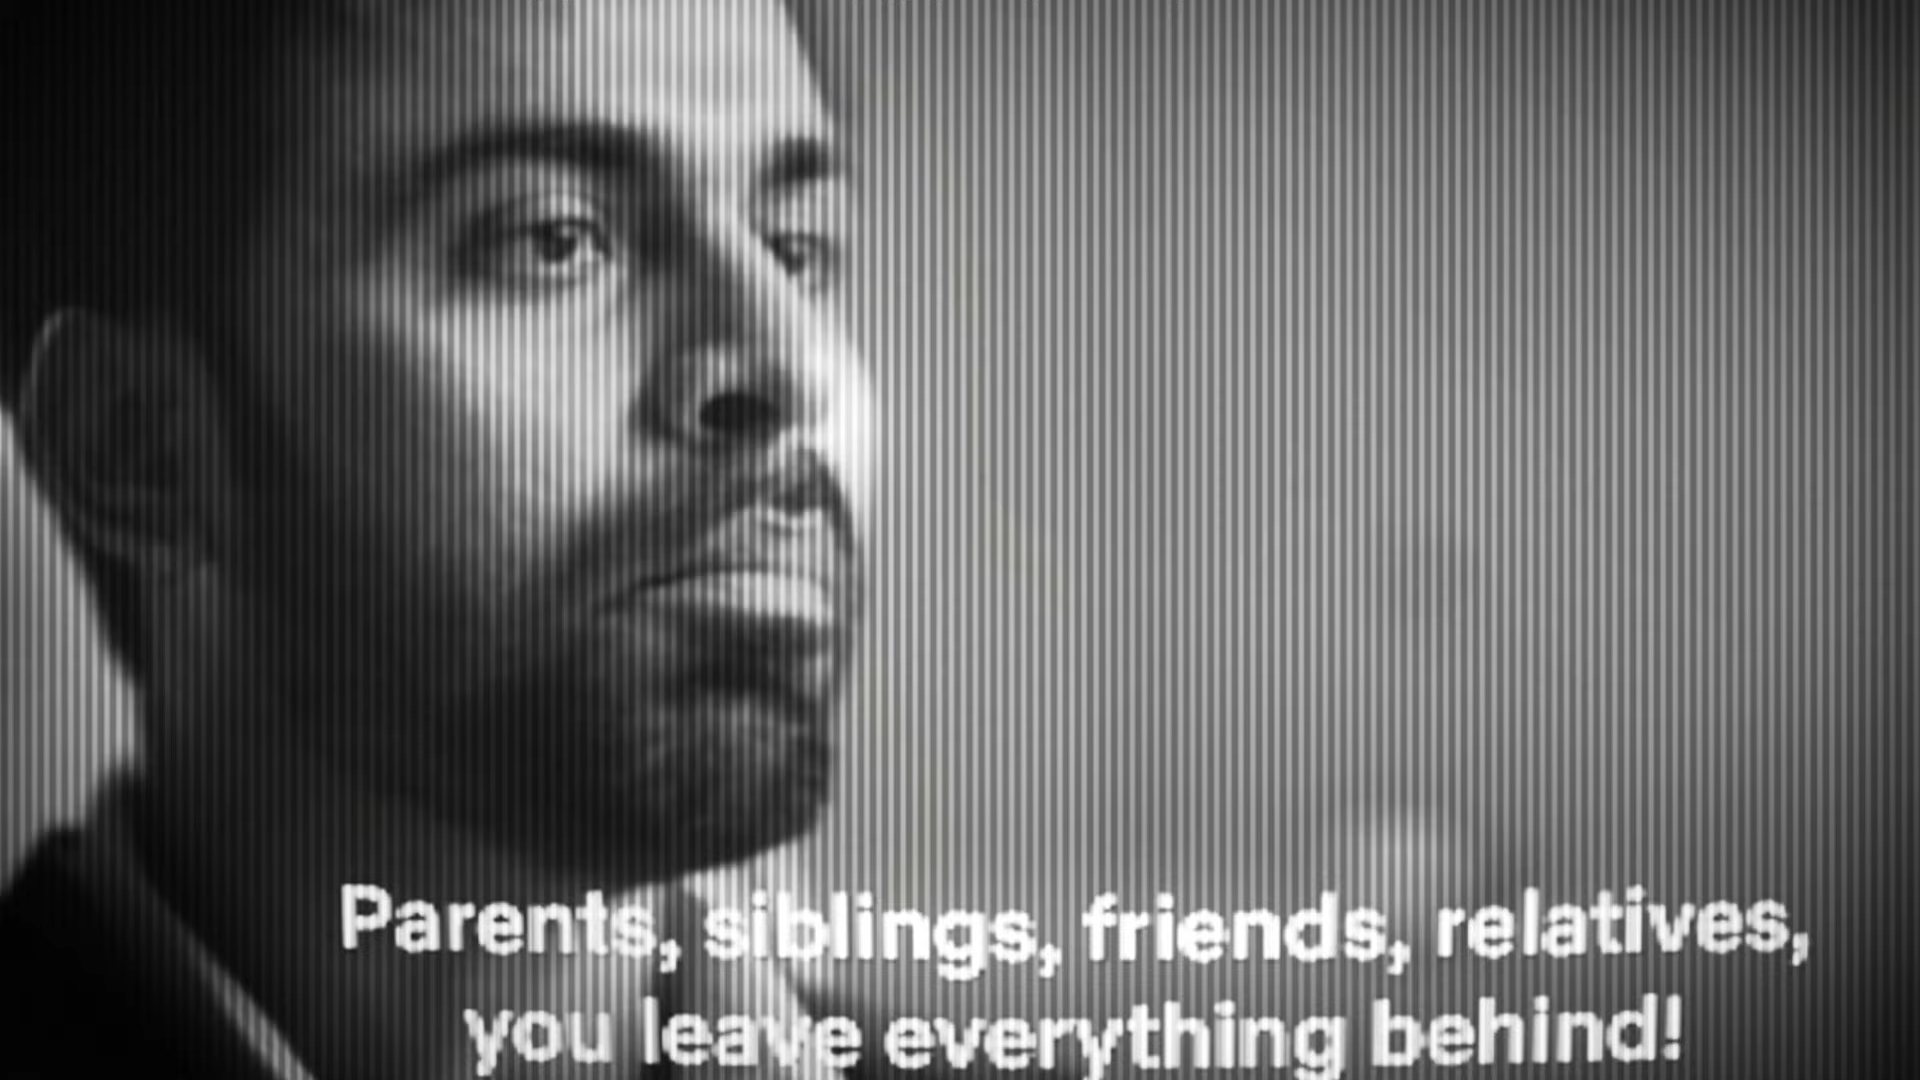 Parents, siblings, friends, relatives,
you leave everything behind!